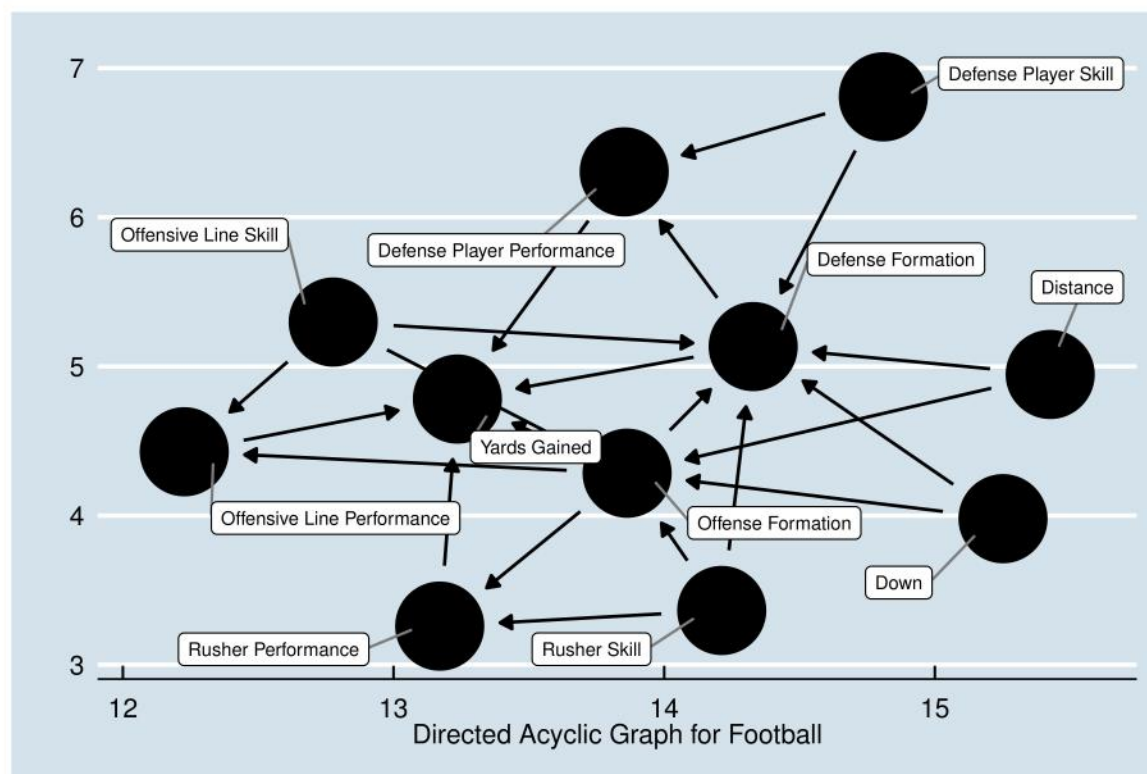 7
Defense Player Skill
6
Offensive Line Skill
Defense Player Performance
Defense Formation
Distance
5
Yards Gained
Offensive Line Performance
Offense Formation
4
Down
Rusher Performance
Rusher Skill
3
12 13 14 15
Directed Acyclic Graph for Football